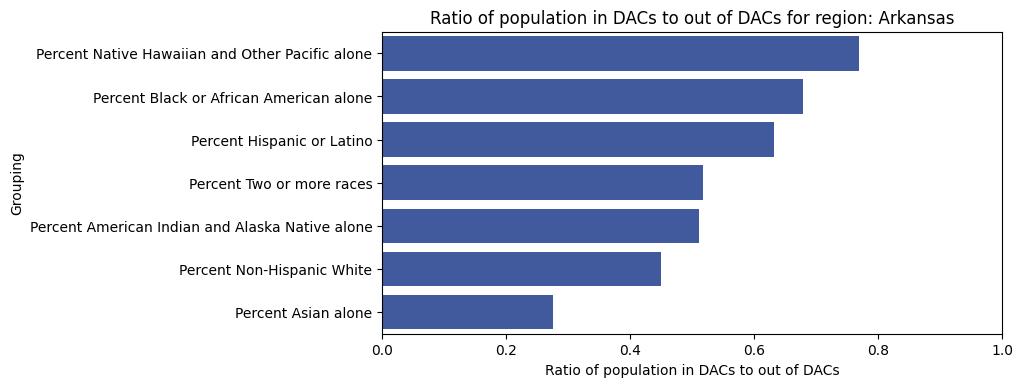 Ratio of population in DACs to out of DACs for region: Arkansas
Grouping
Percent Native Hawaiian and Other Pacific alone
Percent Black or African American alone
Percent Hispanic or Latino
Percent Two or more races
Percent American Indian and Alaska Native alone
Percent Non-Hispanic White
Percent Asian alone
0.0 0.2 0.4 0.6 0.8 1.0
Ratio of population in DACs to out of DACs